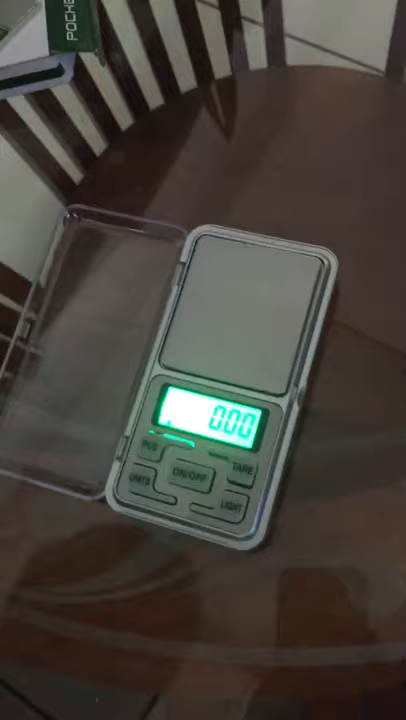 POCKE
0.00
PCS
TARE
UNITS
ON/OFF
LIGHT